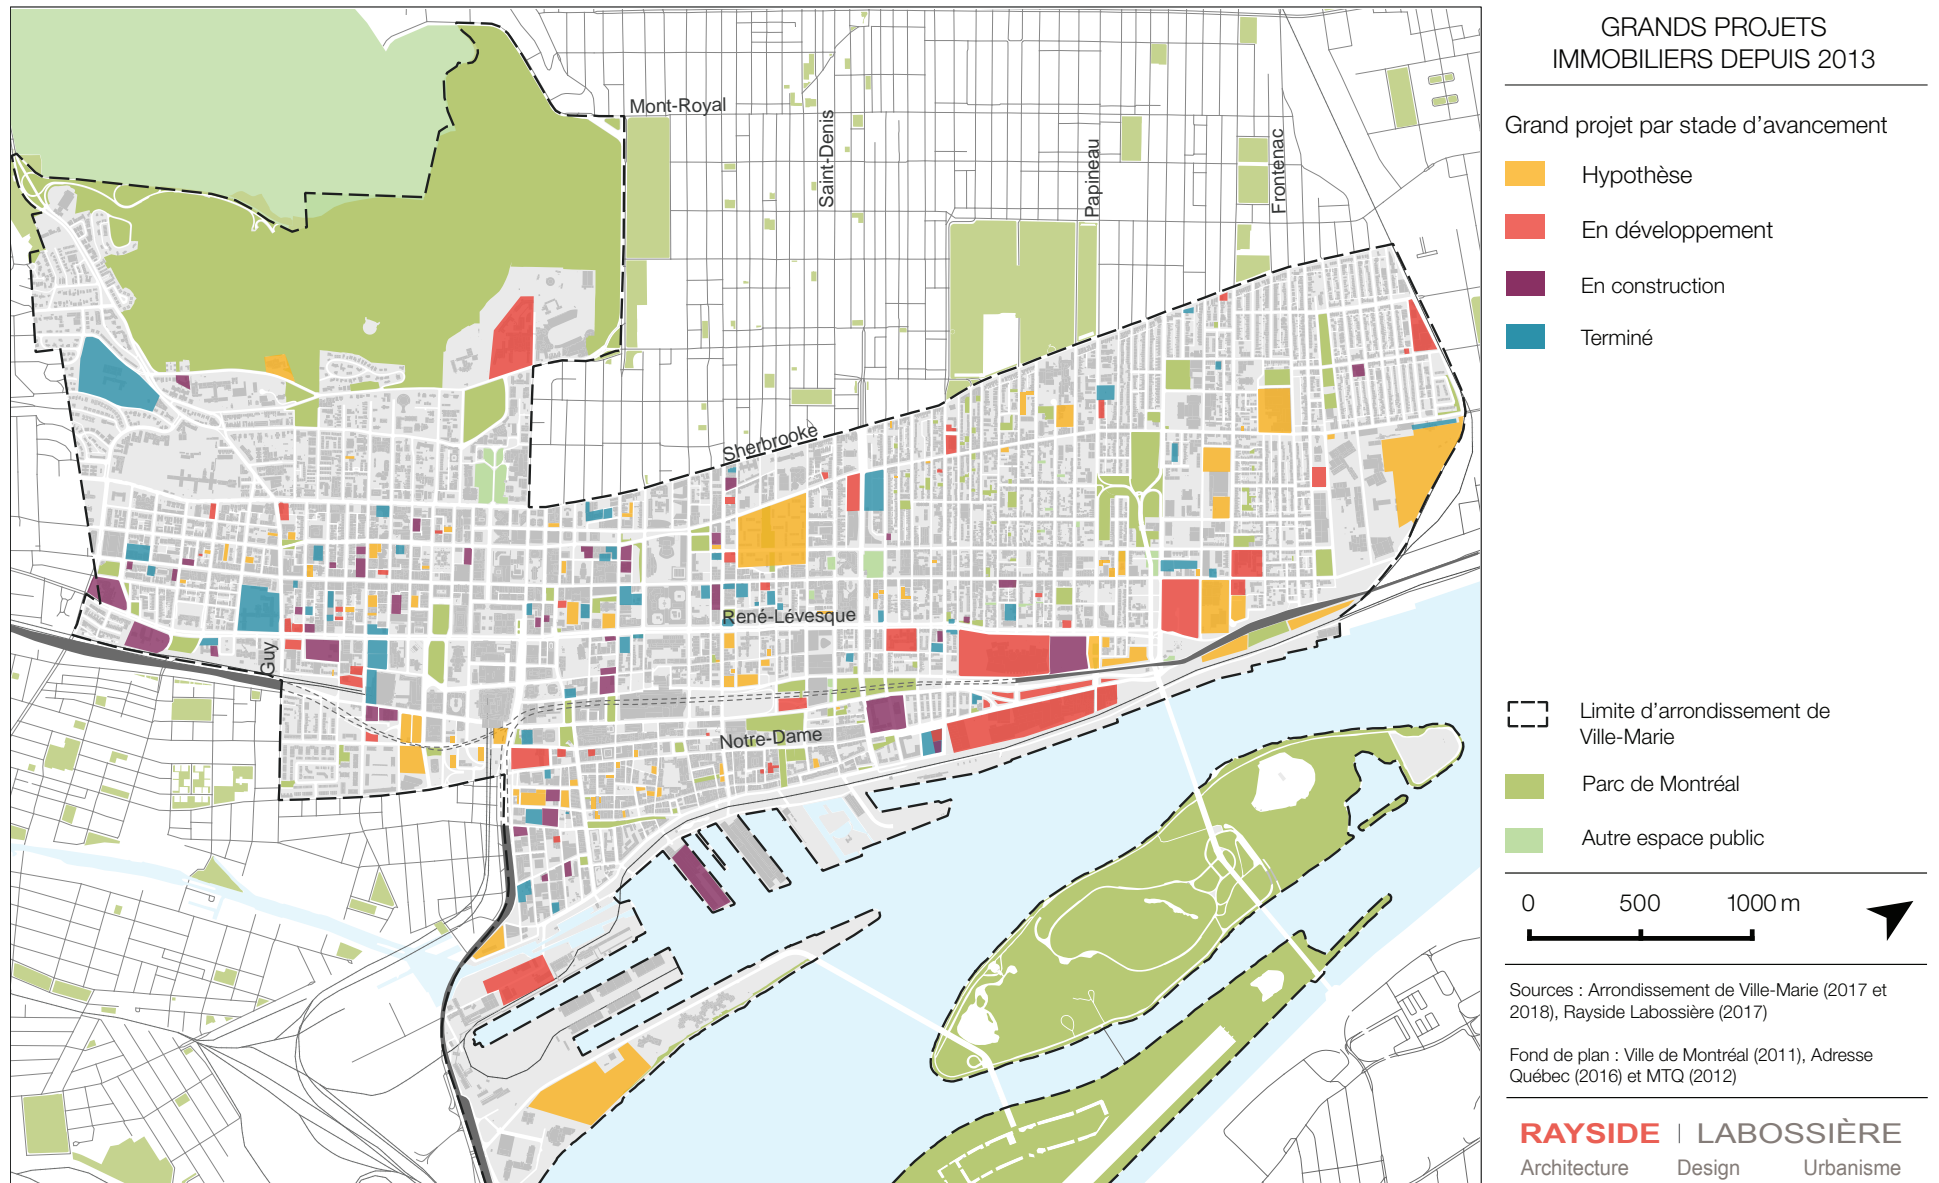 GRANDS PROJETS
IMMOBILIERS DEPUIS 2013
Grand projet par stade d’avancement
Hypothèse
En développement
En construction
Terminé
Mont-Royal
Saint-Denis
Papineau
Frontenac
Sherbrooke
René-Lévesque
Guy
Notre-Dame
Limite d’arrondissement de
Ville-Marie
Parc de Montréal
Autre espace public
0 500 1000 m
Sources : Arrondissement de Ville-Marie (2017 et
2018), Rayside Labossière (2017)
Fond de plan : Ville de Montréal (2011), Adresse
Québec (2016) et MTQ (2012)
RAYSIDE | LABOSSIÈRE
Architecture Design Urbanisme